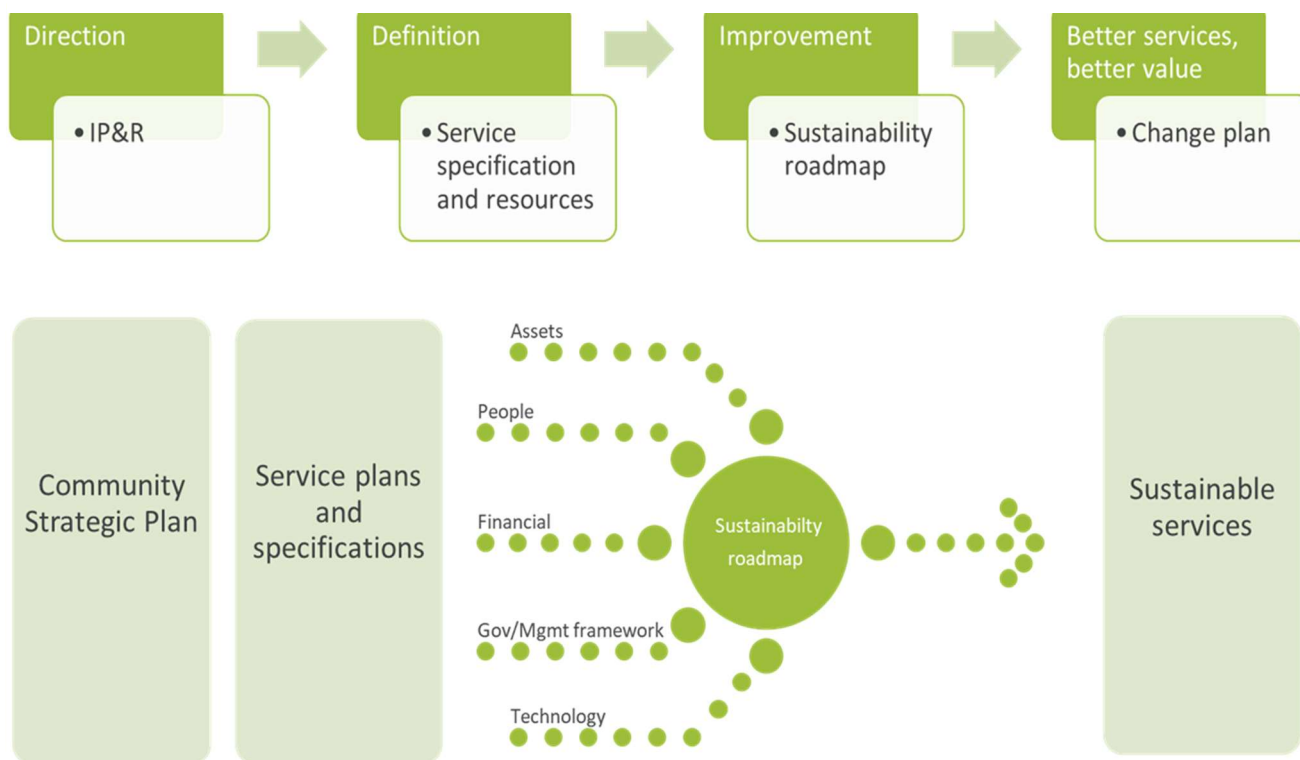 Direction
• IP&R
Definition
• Service
specification
and resources
Improvement
• Sustainability
roadmap
Better services,
better value
• Change plan
Community
Strategic Plan
Service plans
and
specifications
Assets
People
Financial
Gov/Mgmt framework
Technology
Sustainabilty
roadmap
Sustainable
services